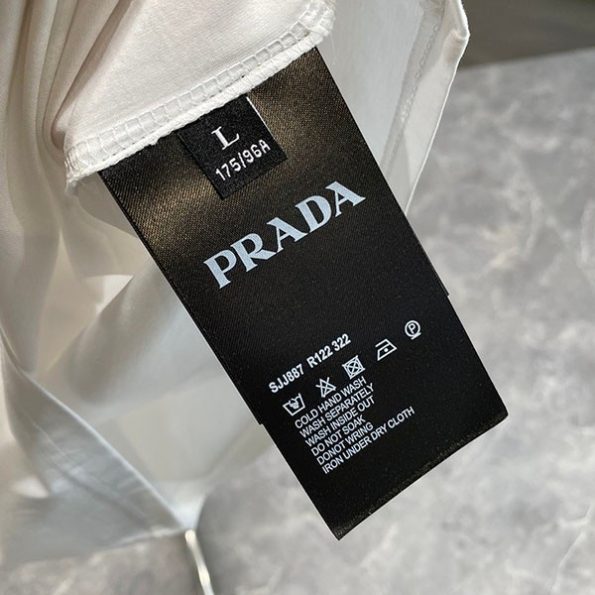 L
175/96A
PRADA
SJJ887 R122 322
COLD HAND WASH
WASH SEPARATELY
WASH INSIDE OUT
DO NOT SOAK
DONOT WRING
IRON UNDER DRY CLOTH